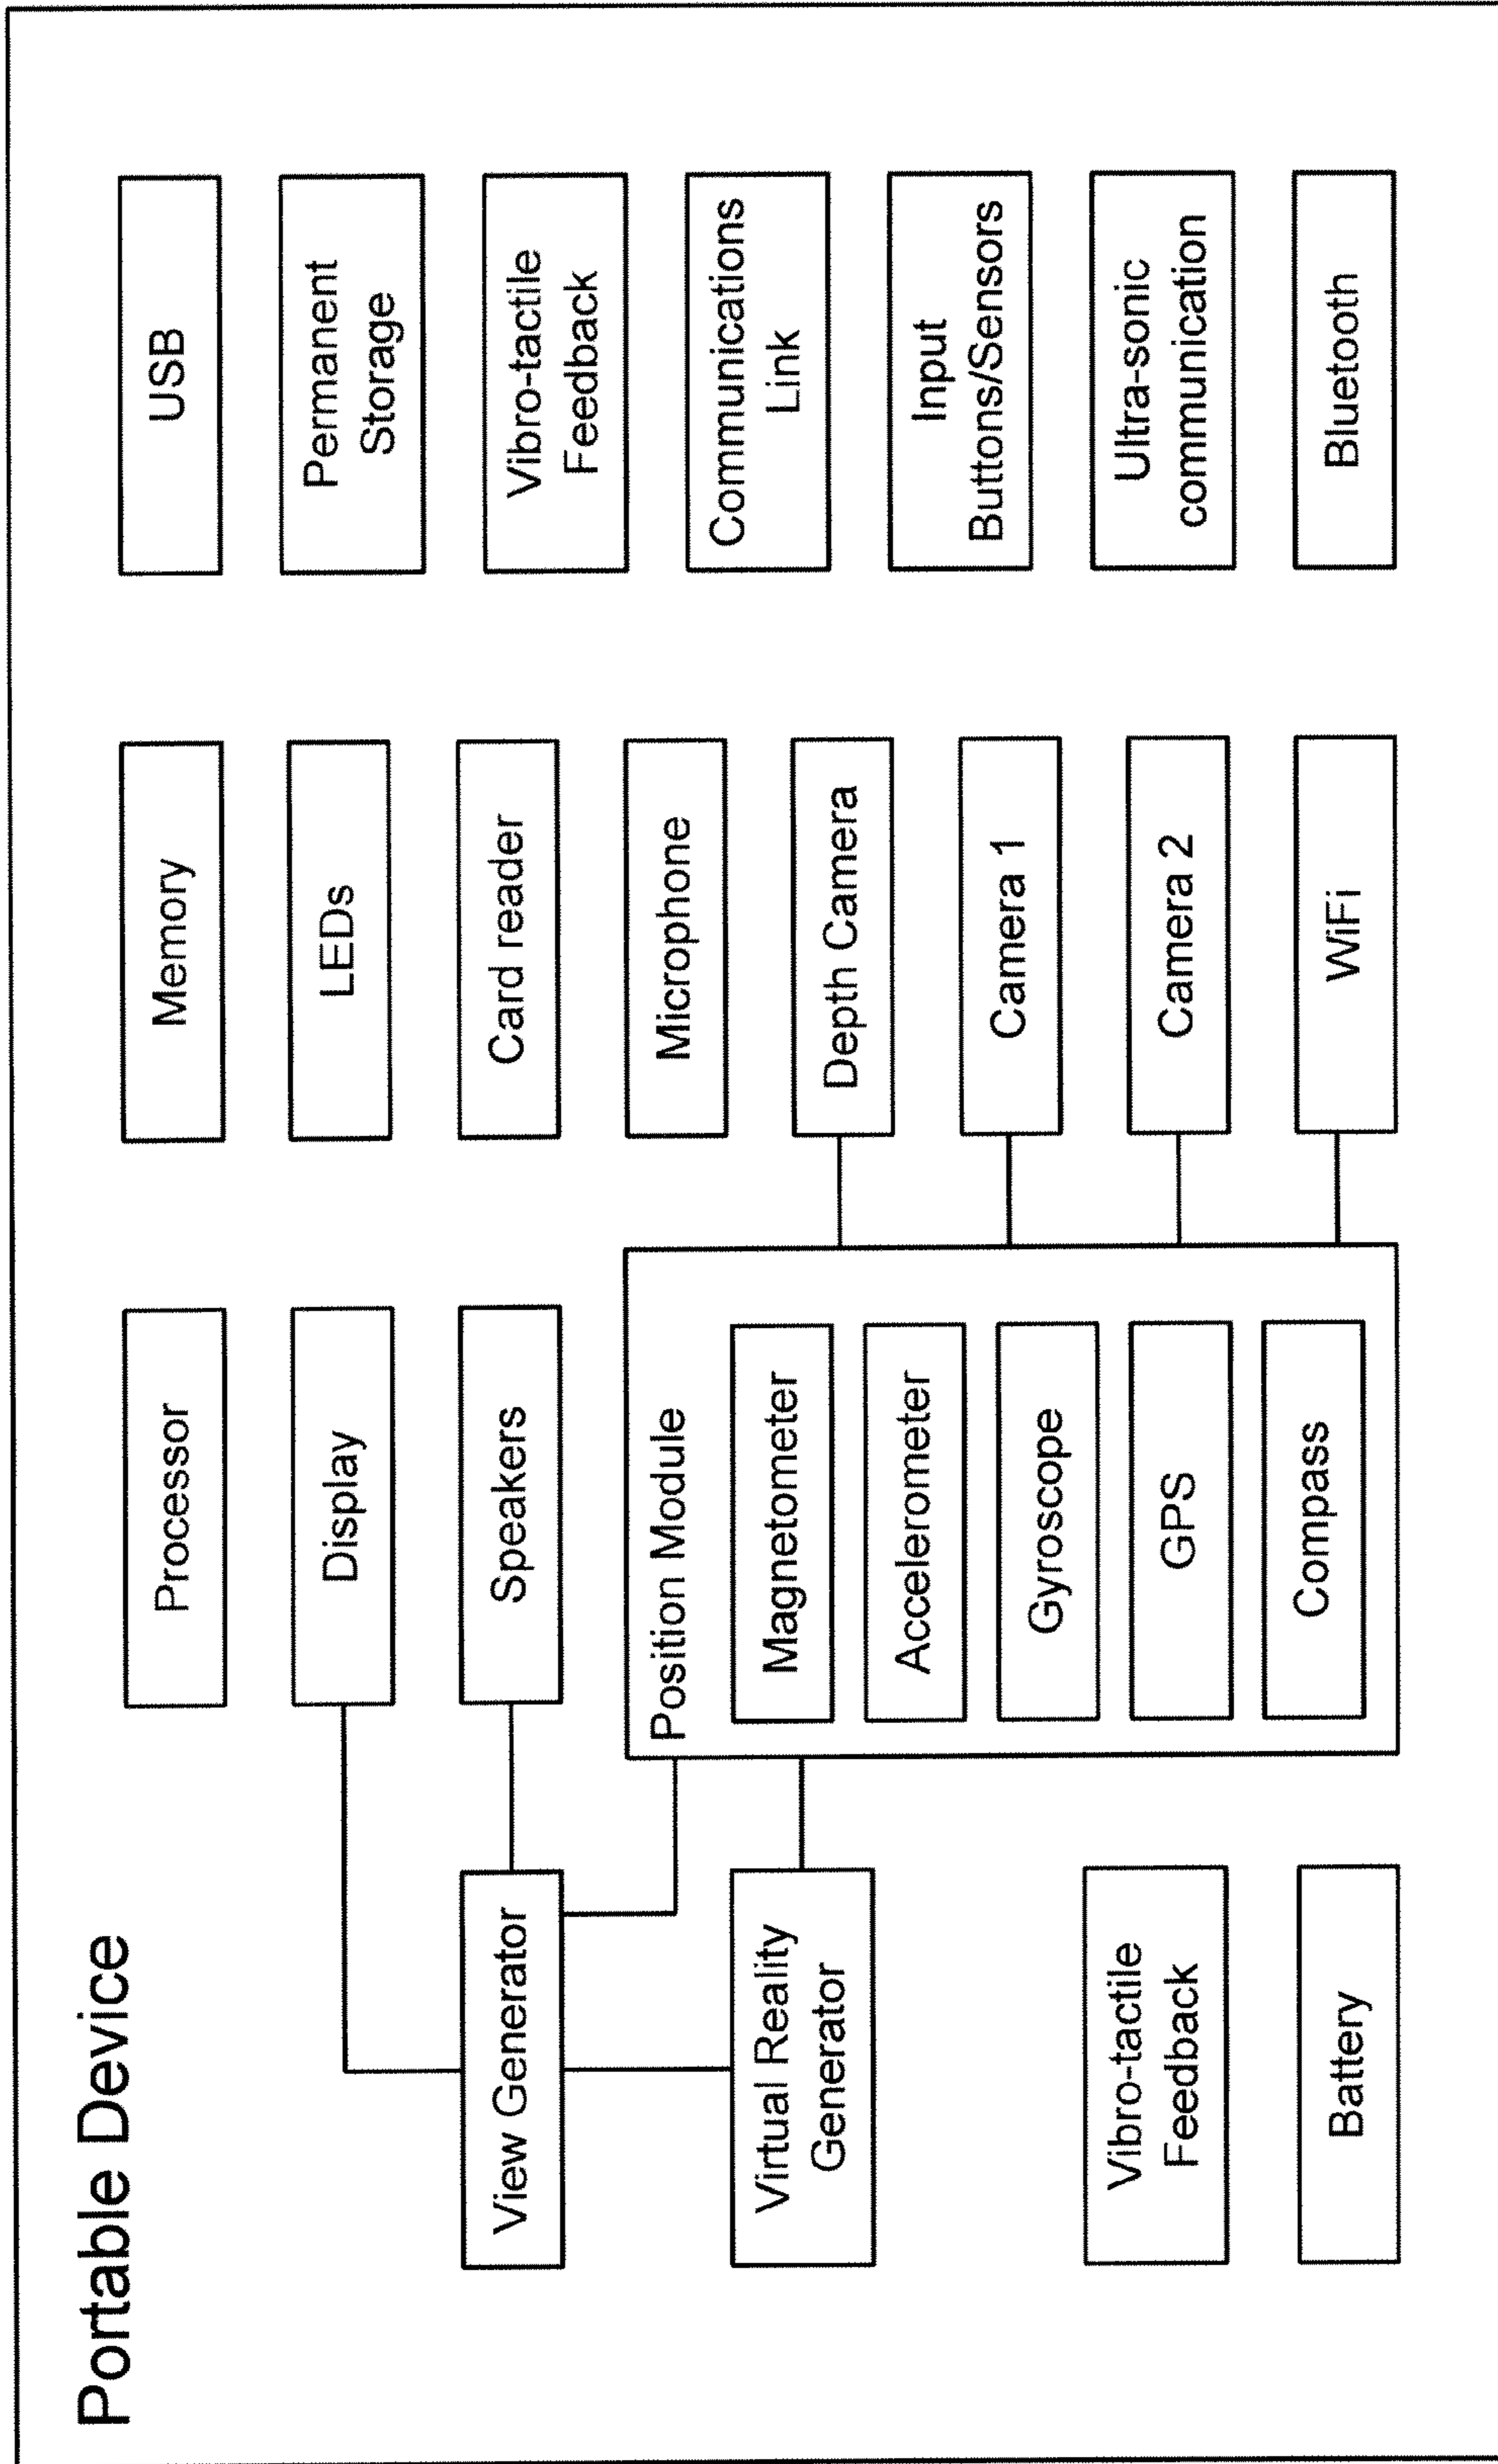 Portable Device
Processor
Memory
USB
Display
LEDs
Permanent
Storage
View Generator
Speakers
Card reader
Vibro-tactile
Feedback
Virtual Reality
Generator
Position Module
Magnetometer
Accelerometer
Gyroscope
GPS
Compass
Microphone
Depth Camera
Camera 1
Camera 2
WiFi
Communications
Link
Input
Buttons/Sensors
Ultra-sonic
communication
Bluetooth
Vibro-tactile
Feedback
Battery